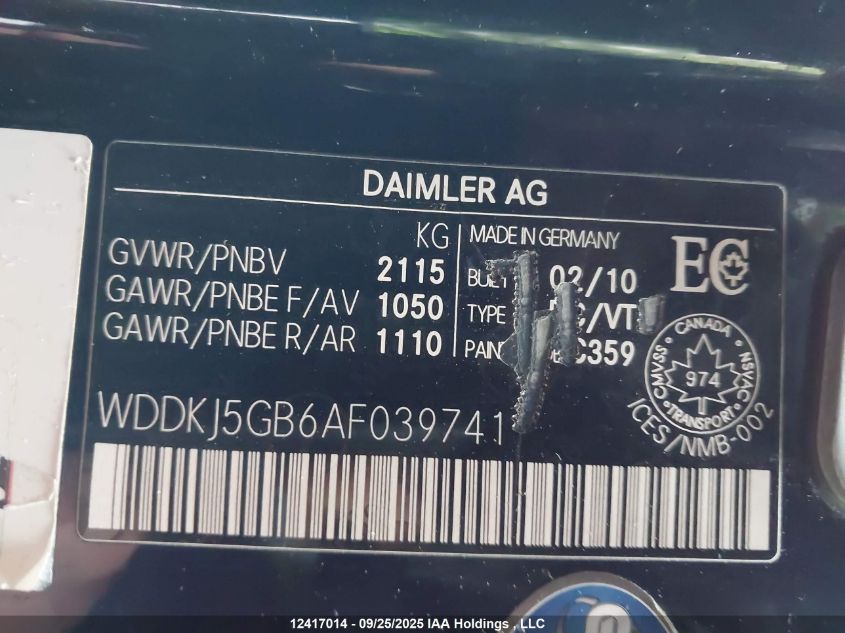 DAIMLER AG
KG
GVWR/PNBV 2115
GAWR/PNBE F/AV 1050
GAWR/PNBE R/AR 1110
MADE IN GERMANY
02/10
TYPE /VT
C359
EC
CANADA
CMVSS 974 NSVAC
TRANSPORT
ICES/NMB-002
WDDKJ5GB6AF039741
12417014 - 09/25/2025 IAA Holdings , LLC